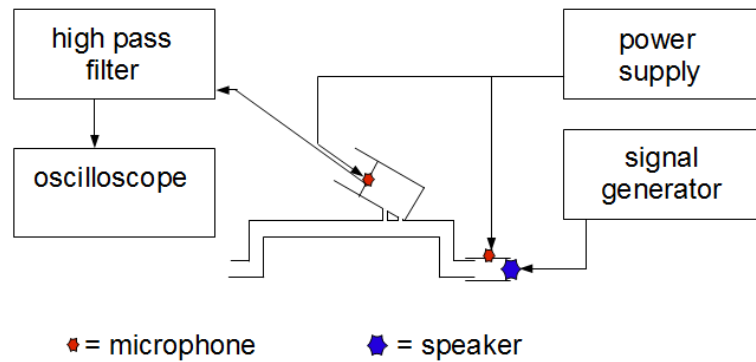 high pass
filter
power
supply
oscilloscope
signal
generator
= microphone
= speaker